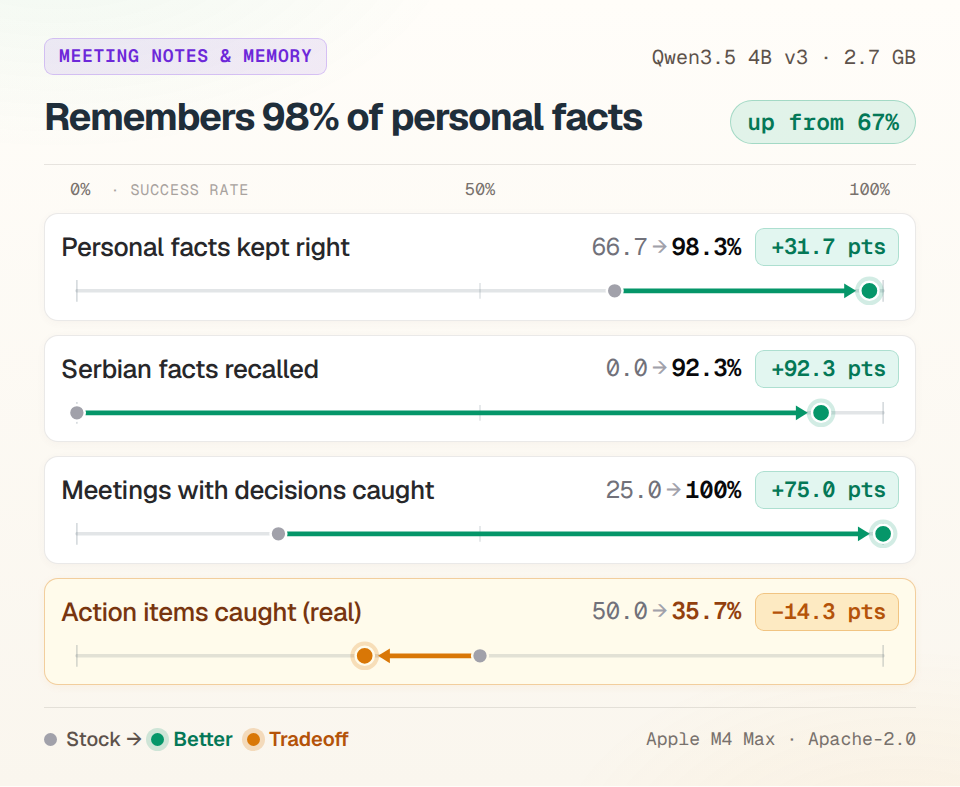 MEETING NOTES & MEMORY
Qwen3.5 4B v3 · 2.7 GB
Remembers 98% of personal facts
up from 67%
0% · SUCCESS RATE 50% 100%
Personal facts kept right 66.7→98.3% +31.7 pts
Serbian facts recalled 0.0→92.3% +92.3 pts
Meetings with decisions caught 25.0→100% +75.0 pts
Action items caught (real) 50.0→35.7% −14.3 pts
Stock → Better Tradeoff
Apple M4 Max · Apache-2.0